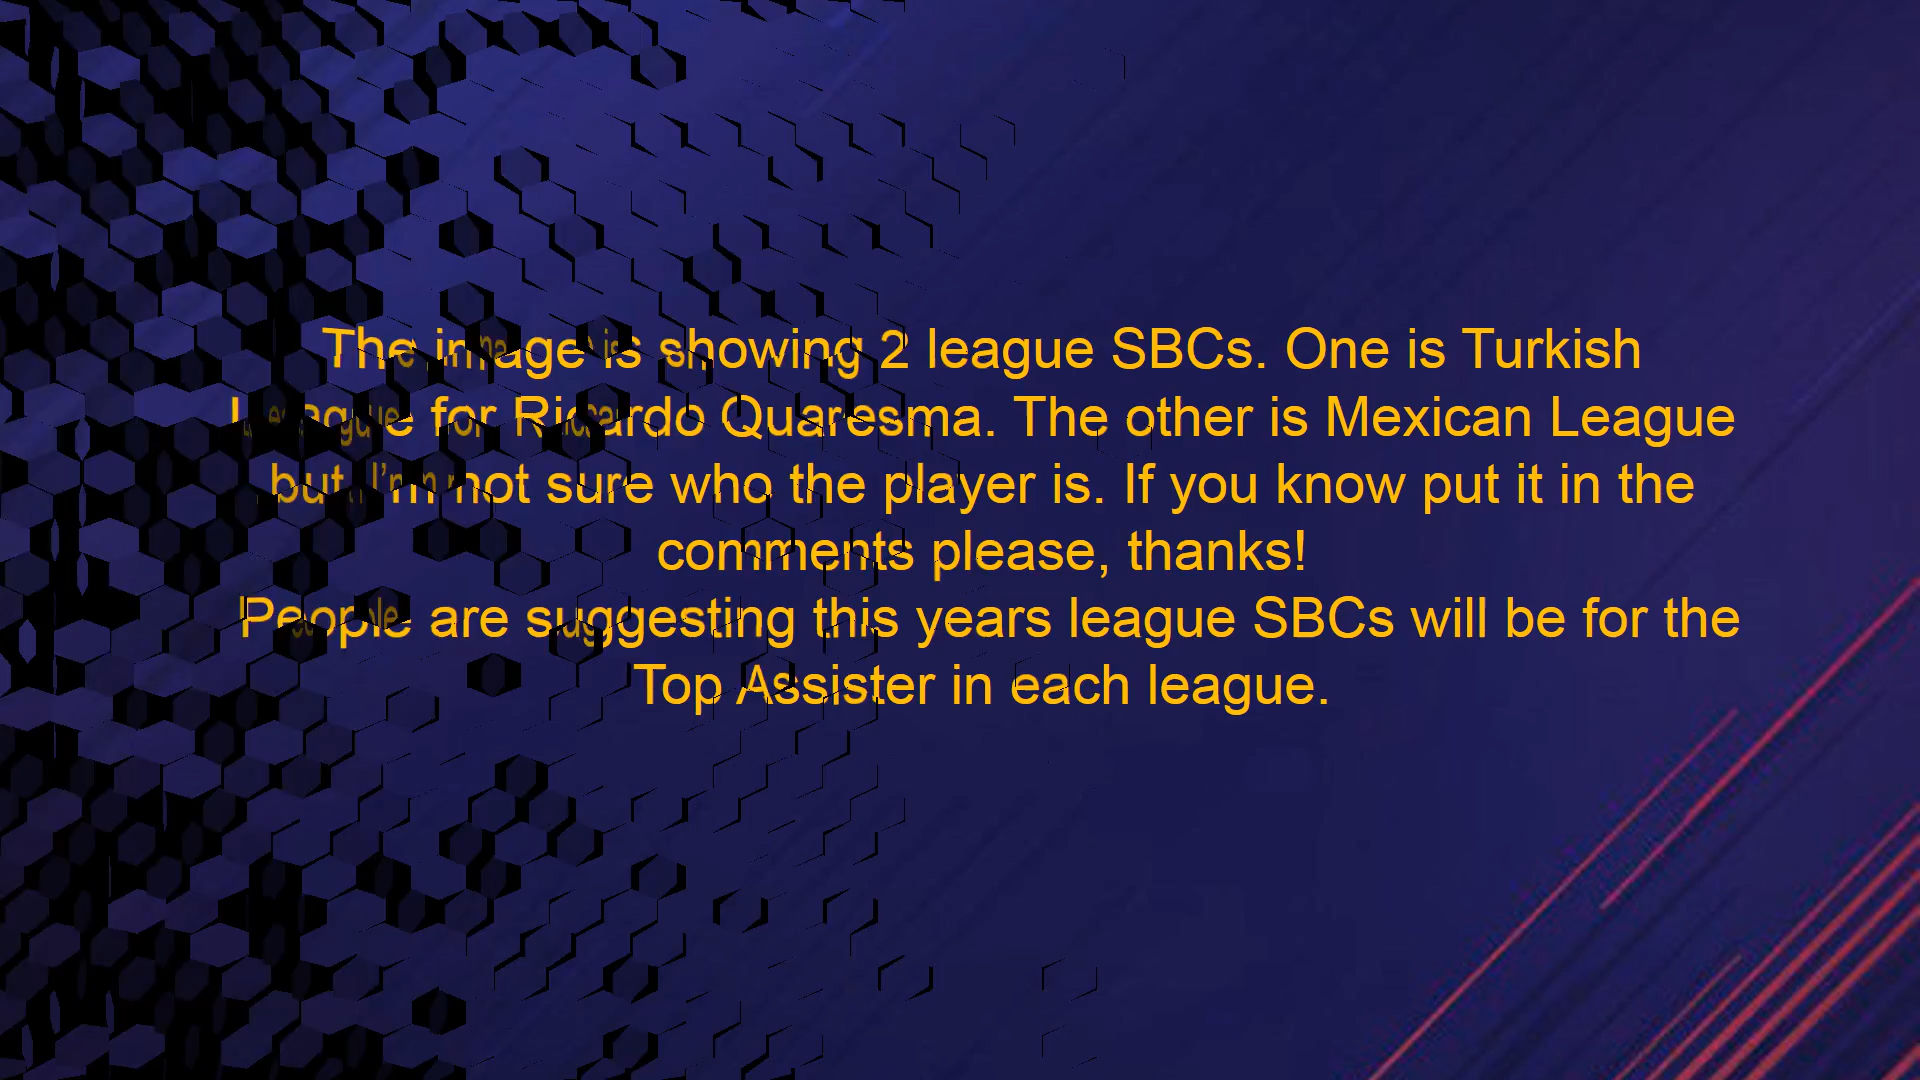 The image is showing 2 league SBCs. One is Turkish
League for Ricardo Quaresma. The other is Mexican League
but I'm not sure who the player is. If you know put it in the
comments please, thanks!
People are suggesting this years league SBCs will be for the
Top Assister in each league.